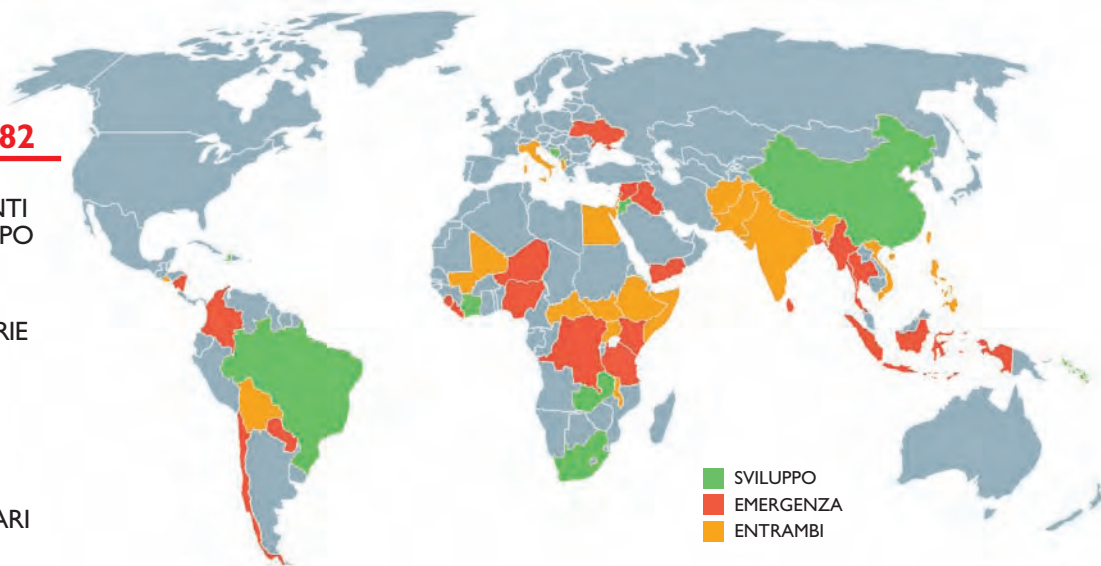 82
NTI
PO
RIE
ARI
SVILUPPO
EMERGENZA
ENTRAMBI